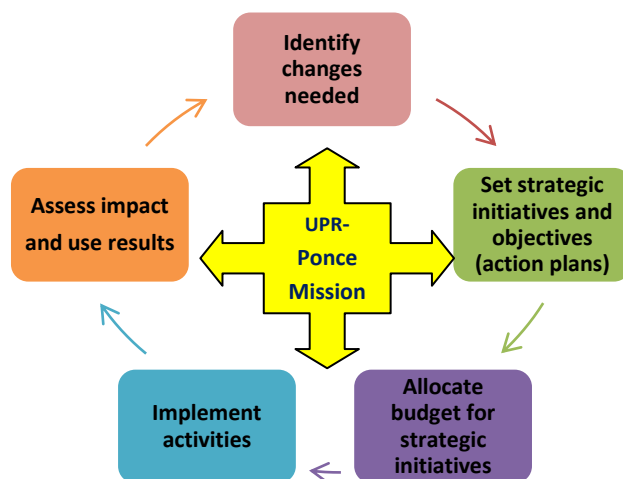 Identify
changes
needed
Set strategic
initiatives and
objectives
(action plans)
Assess impact
and use results
UPR-
Ponce
Mission
Allocate
budget for
strategic
initiatives
Implement
activities